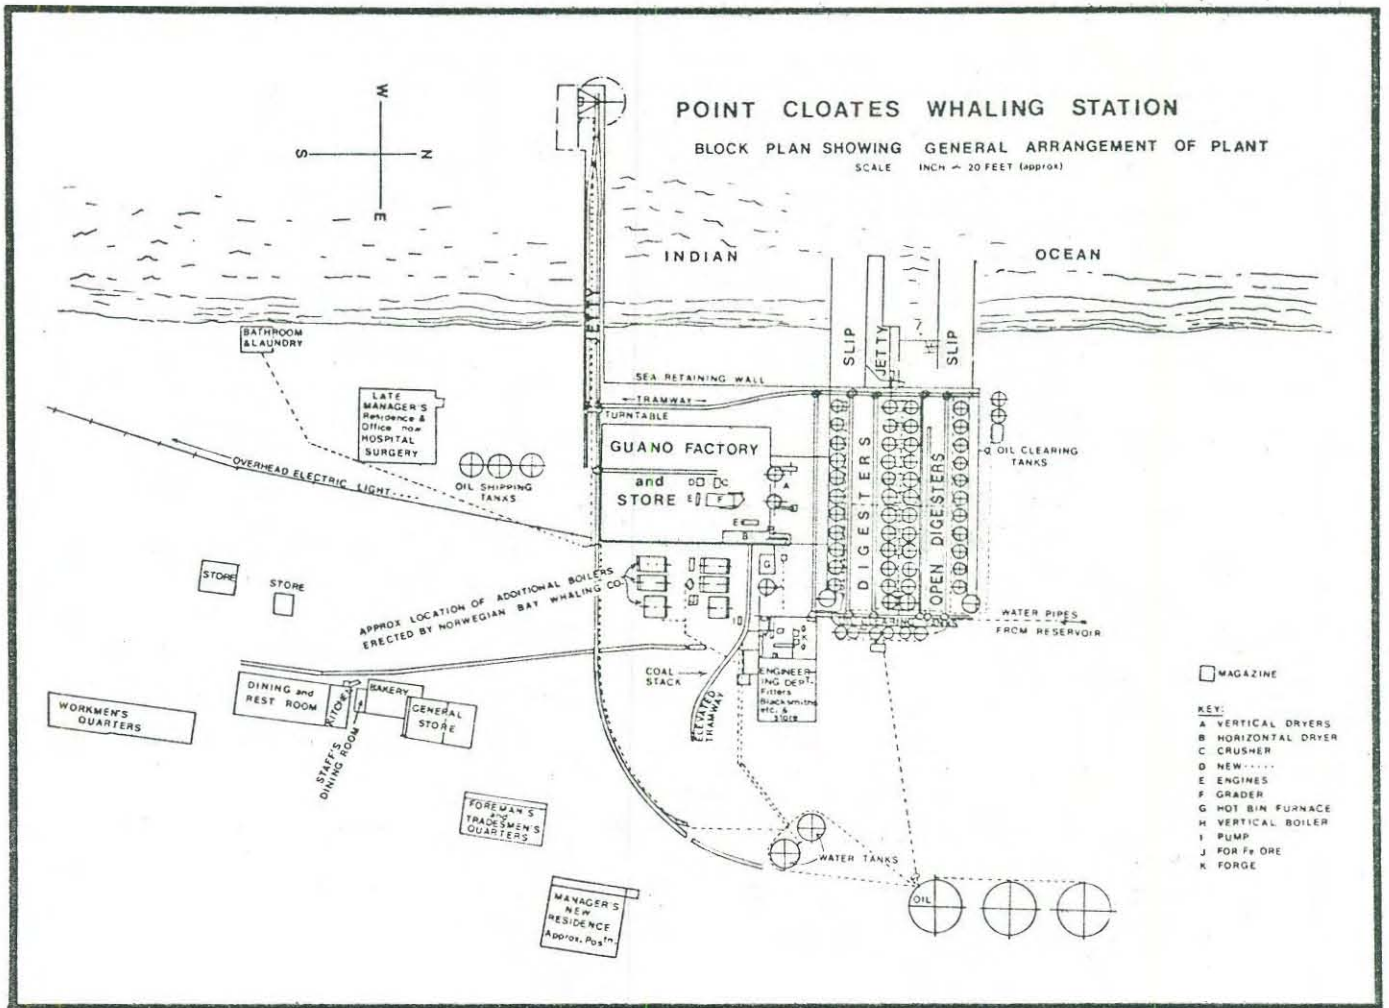 POINT CLOATES WHALING STATION
BLOCK PLAN SHOWING GENERAL ARRANGEMENT OF PLANT
SCALE INCH = 20 FEET (approx)
W
S
N
E
INDIAN
OCEAN
JETTY
SLIP
JETTY
SLIP
BATHROOM
& LAUNDRY
SEA RETAINING WALL
TRAMWAY
TURNTABLE
LATE
MANAGER'S
Residence &
Office now
HOSPITAL
SURGERY
GUANO FACTORY
and
STORE
D
C
E
F
A
E
B
G
DIGESTERS
OPEN DIGESTERS
OIL CLEARING
TANKS
OVERHEAD ELECTRIC LIGHT
OIL SHIPPING
TANKS
STORE
STORE
APPROX LOCATION OF ADDITIONAL BOILERS
ERECTED BY NORWEGIAN BAY WHALING CO.
I
K
WATER PIPES
FROM RESERVOIR
COAL
STACK
ELEVATED
TRAMWAY
ENGINEER-
ING DEPT.
Fitters
Blacksmiths
etc. &
store
DINING and
REST ROOM
KITCHEN
BAKERY
GENERAL
STORE
WORKMEN'S
QUARTERS
STAFF'S
DINING ROOM
FOREMAN'S
and
TRADESMEN'S
QUARTERS
MANAGER'S
NEW
RESIDENCE
Approx. Postn.
WATER TANKS
OIL
MAGAZINE
KEY:
A VERTICAL DRYERS
B HORIZONTAL DRYER
C CRUSHER
D NEW ·····
E ENGINES
F GRADER
G HOT BIN FURNACE
H VERTICAL BOILER
I PUMP
J FOR Fe ORE
K FORGE